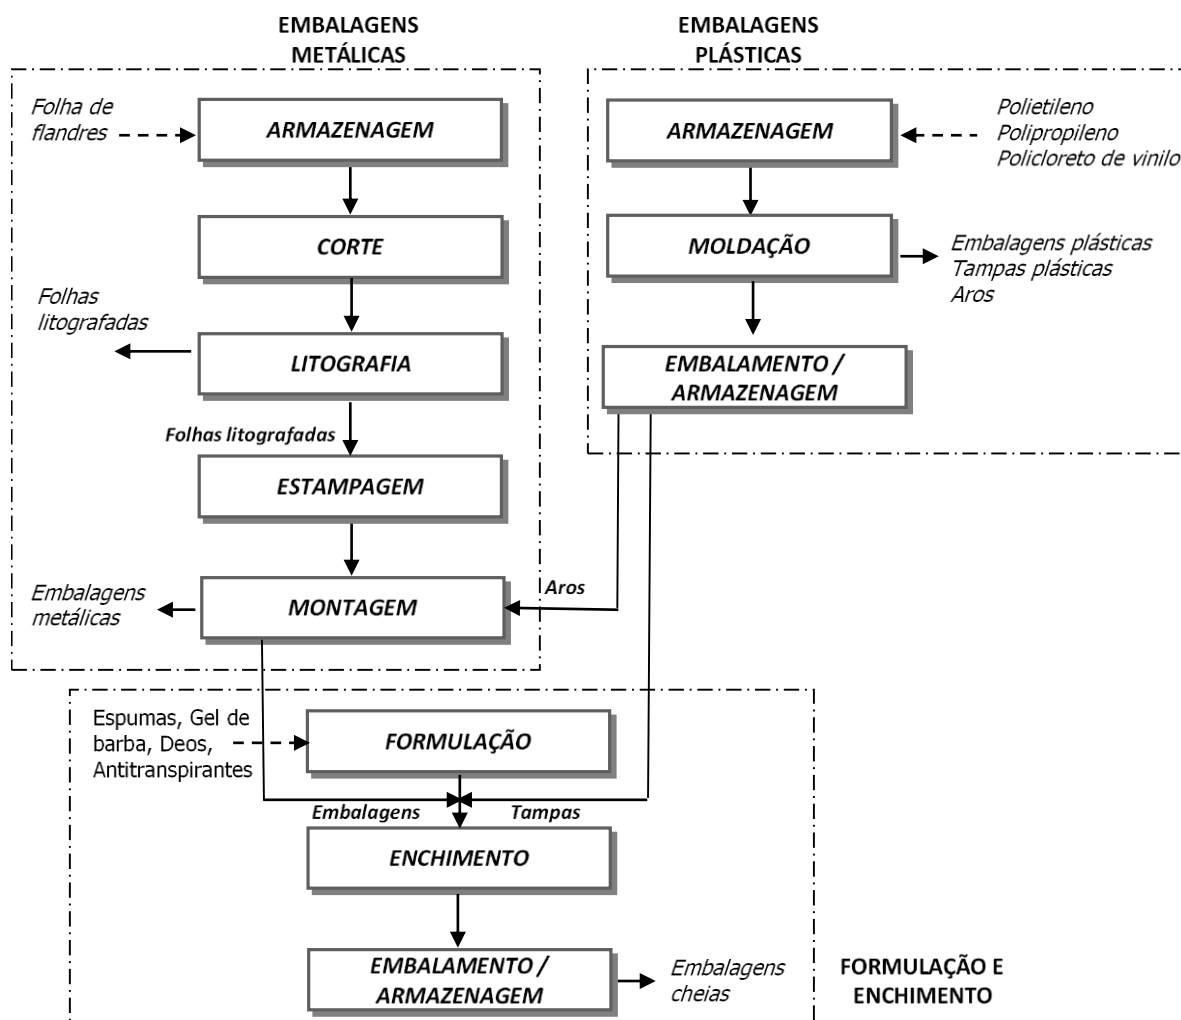 EMBALAGENS
METÁLICAS
Folha de
flandres
ARMAZENAGEM
CORTE
Folhas
litografadas
LITOGRAFIA
Folhas litografadas
ESTAMPAGEM
Embalagens
metálicas
MONTAGEM
Aros
EMBALAGENS
PLÁSTICAS
ARMAZENAGEM
Polietileno
Polipropileno
Policloreto de vinilo
MOLDAÇÃO
Embalagens plásticas
Tampas plásticas
Aros
EMBALAMENTO /
ARMAZENAGEM
Espumas, Gel de
barba, Deos,
Antitranspirantes
FORMULAÇÃO
Embalagens
Tampas
ENCHIMENTO
EMBALAMENTO /
ARMAZENAGEM
Embalagens
cheias
FORMULAÇÃO E
ENCHIMENTO